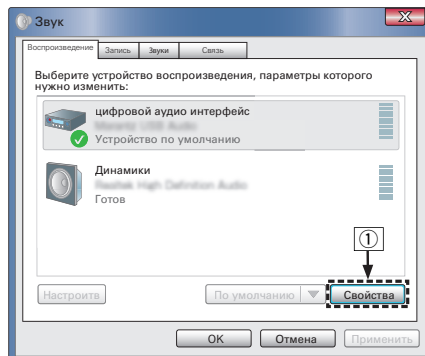 Звук
Воспроизведение Запись Звуки Связь
Выберите устройство воспроизведения, параметры которого
нужно изменить:
цифровой аудио интерфейс
Устройство по умолчанию
Динамики
Готов
①
Настроитв По умолчанию Свойства
OK Отмена Применить